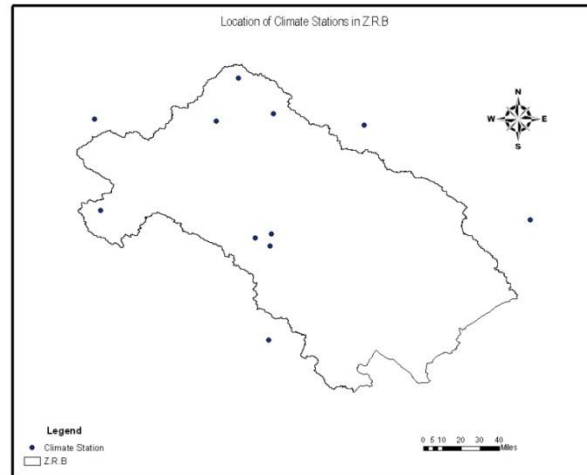 Location of Climate Stations in Z.R.B
N
W E
S
Legend
Climate Station
Z.R.B
0 5 10 20 30 40
Miles